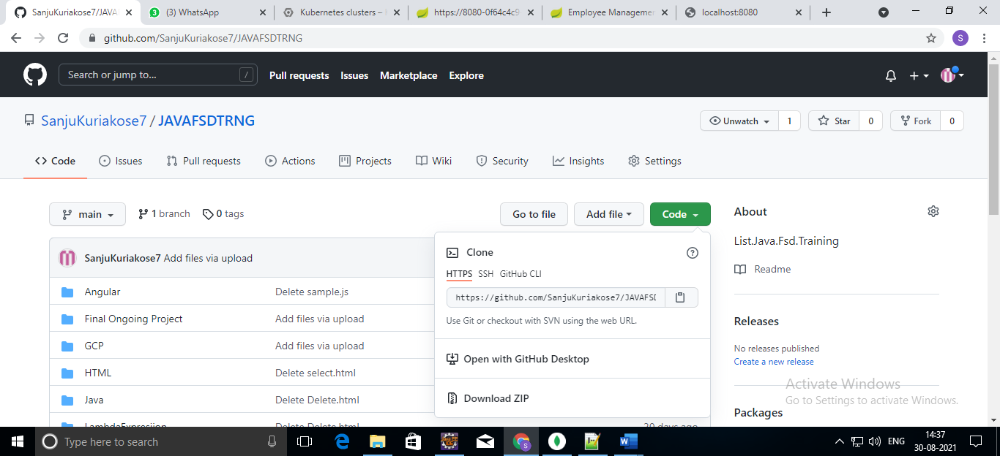 SanjuKuriakose7/JAVA
(3) WhatsApp
3
Kubernetes clusters –
https://8080-0f64c4c9
Employee Manageme
localhost:8080
github.com/SanjuKuriakose7/JAVAFSDTRNG
S
Search or jump to...
/
Pull requests
Issues
Marketplace
Explore
SanjuKuriakose7 / JAVAFSDTRNG
Unwatch
1
Star
0
Fork
0
Code
Issues
Pull requests
Actions
Projects
Wiki
Security
Insights
Settings
main
1 branch
0 tags
Go to file
Add file
Code
SanjuKuriakose7 Add files via upload
Angular
Delete sample.js
Final Ongoing Project
Add files via upload
GCP
Add files via upload
HTML
Delete select.html
Java
Delete Delete.html
LambdaExpresiion
Delete Delete.html
20 days ago
Clone
HTTPS
SSH
GitHub CLI
https://github.com/SanjuKuriakose7/JAVAFSD
Use Git or checkout with SVN using the web URL.
Open with GitHub Desktop
Download ZIP
About
List.Java.Fsd.Training
Readme
Releases
No releases published
Create a new release
Packages
Activate Windows
Go to Settings to activate Windows.
Type here to search
ENG
14:37
30-08-2021